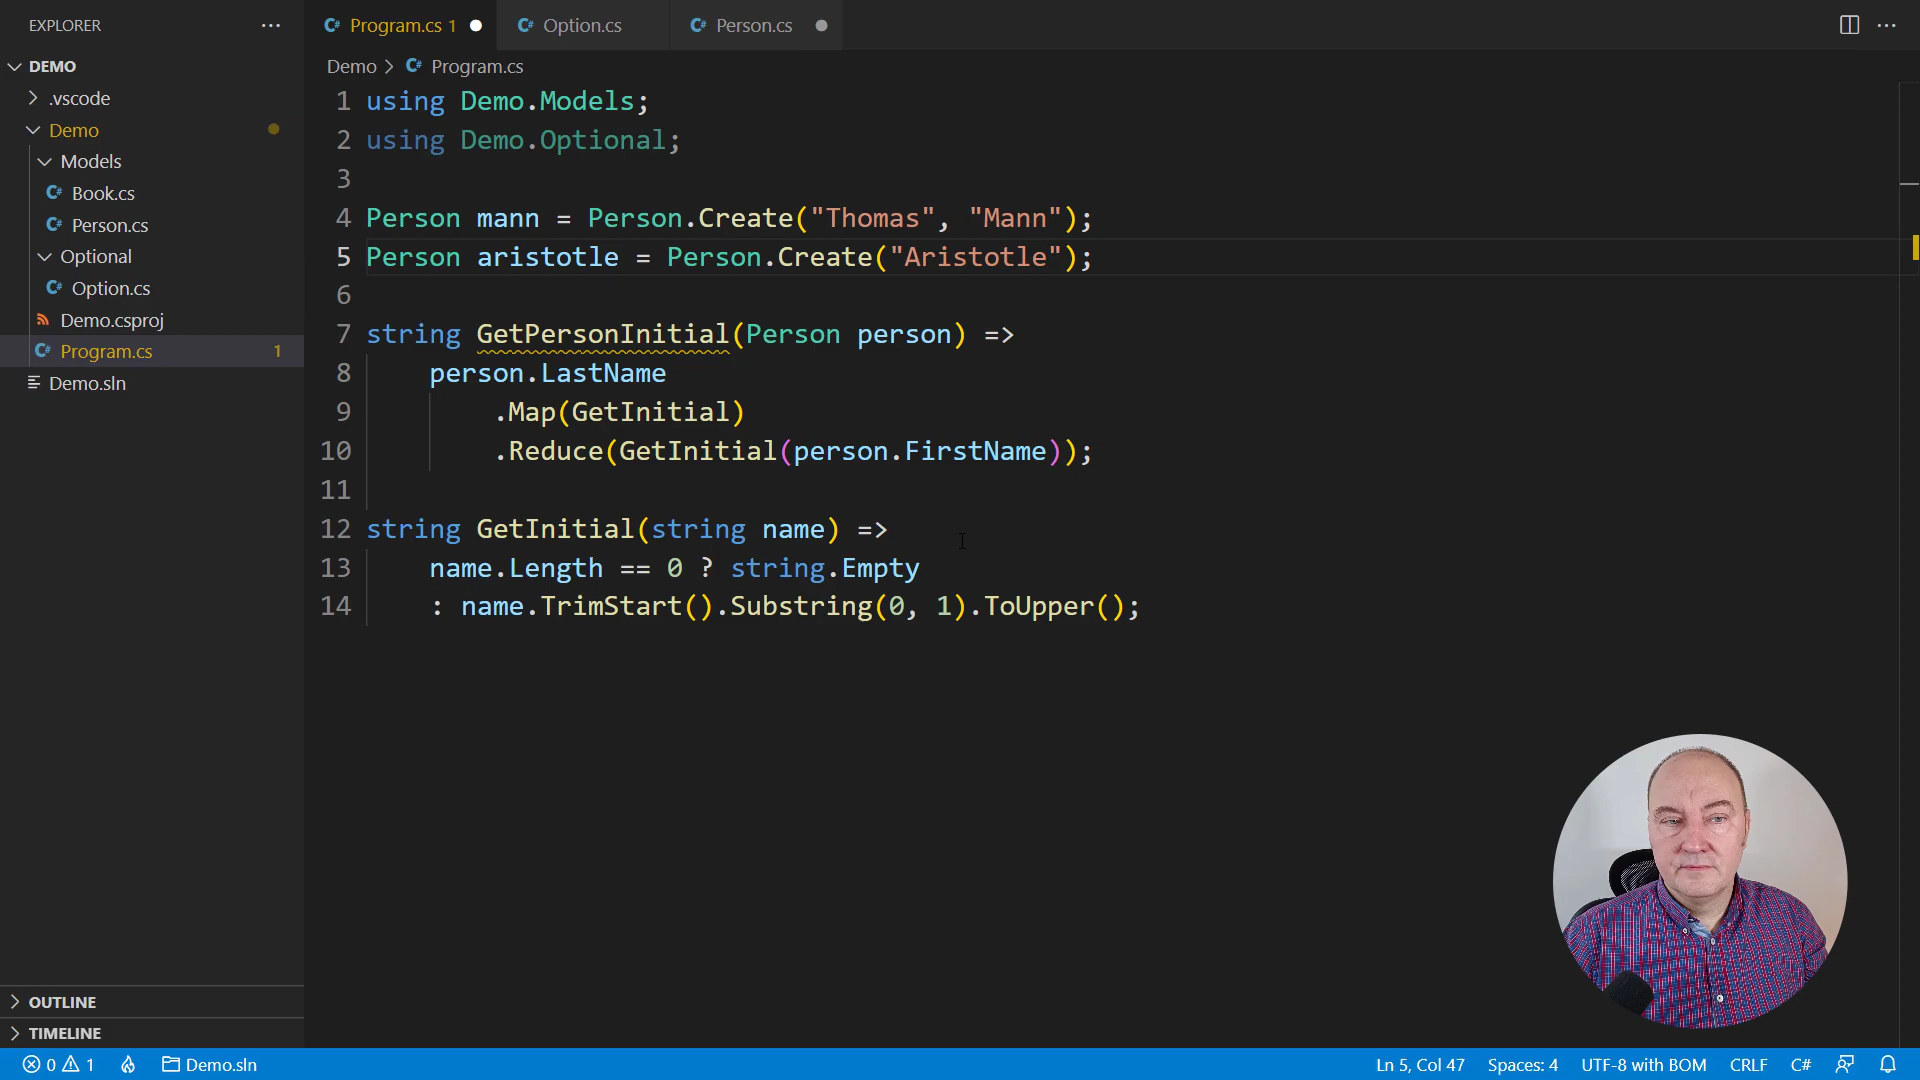 EXPLORER
DEMO
.vscode
Demo
Models
C# Book.cs
C# Person.cs
Optional
C# Option.cs
Demo.csproj
C# Program.cs 1
Demo.sln
OUTLINE
TIMELINE
C# Program.cs 1
C# Option.cs
C# Person.cs
Demo > C# Program.cs
1 using Demo.Models;
2 using Demo.Optional;
3
4 Person mann = Person.Create("Thomas", "Mann");
5 Person aristotle = Person.Create("Aristotle");
6
7 string GetPersonInitial(Person person) =>
8 person.LastName
9 .Map(GetInitial)
10 .Reduce(GetInitial(person.FirstName));
11
12 string GetInitial(string name) =>
13 name.Length == 0 ? string.Empty
14 : name.TrimStart().Substring(0, 1).ToUpper();
0 1 Demo.sln Ln 5, Col 47 Spaces: 4 UTF-8 with BOM CRLF C#